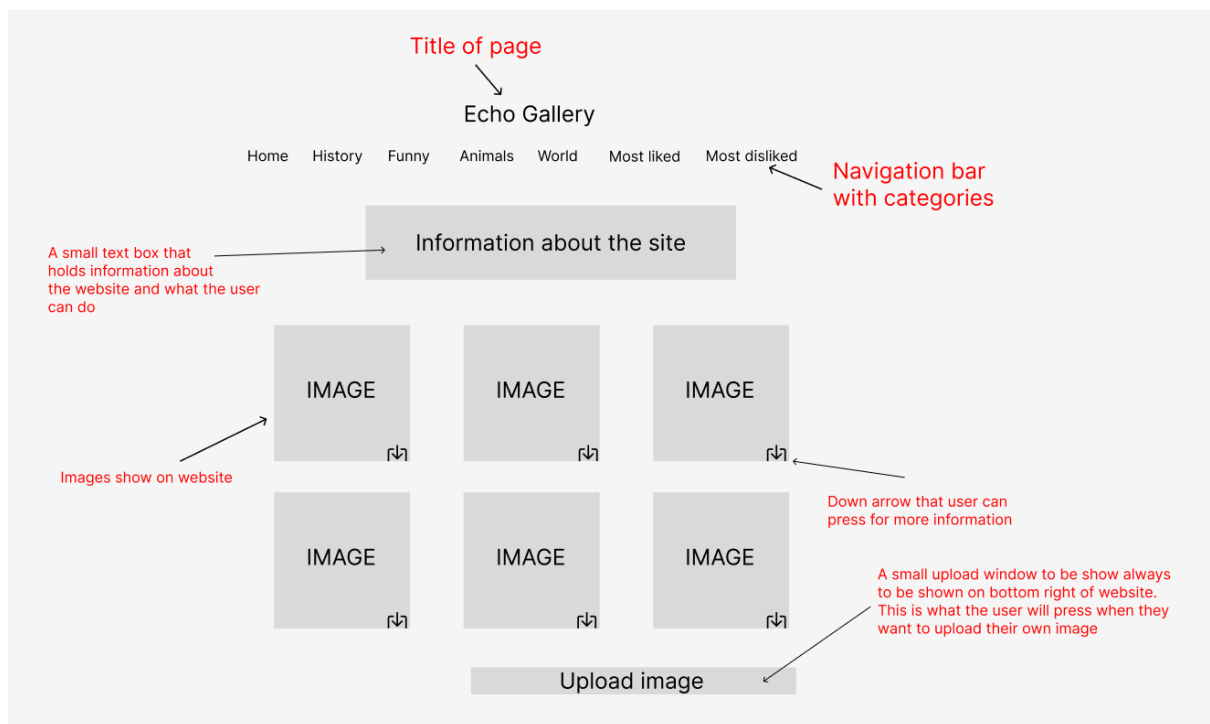 Title of page
Echo Gallery
Home History Funny Animals World Most liked Most disliked
Navigation bar
with categories
Information about the site
A small text box that
holds information about
the website and what the user
can do
IMAGE IMAGE IMAGE
Images show on website
Down arrow that user can
press for more information
IMAGE IMAGE IMAGE
A small upload window to be show always
to be shown on bottom right of website.
This is what the user will press when they
want to upload their own image
Upload image